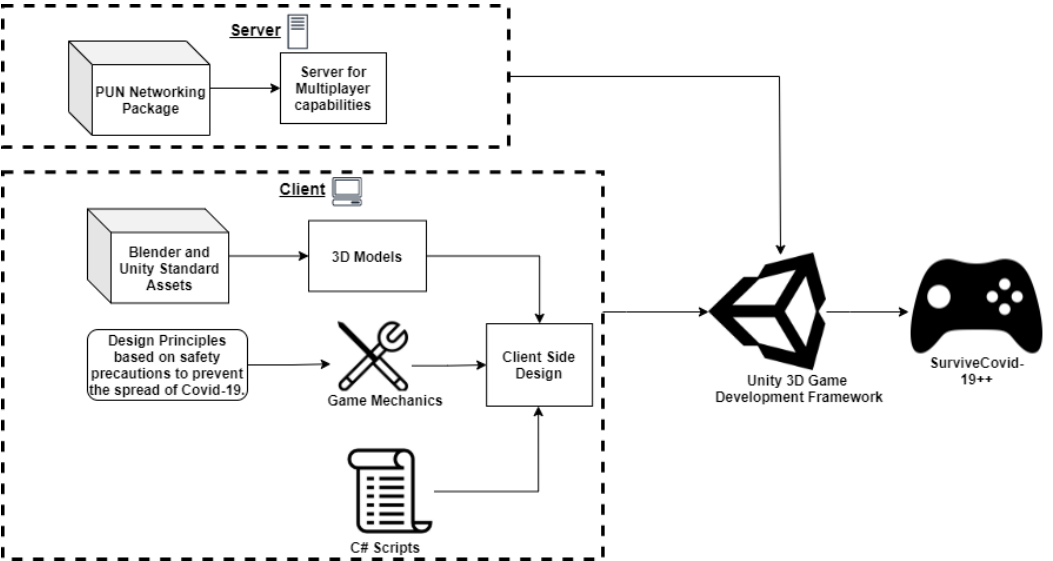 Server
PUN Networking
Package
Server for
Multiplayer
capabilities
Client
Blender and
Unity Standard
Assets
3D Models
Design Principles
based on safety
precautions to prevent
the spread of Covid-19.
Game Mechanics
Client Side
Design
C# Scripts
Unity 3D Game
Development Framework
SurviveCovid-
19++